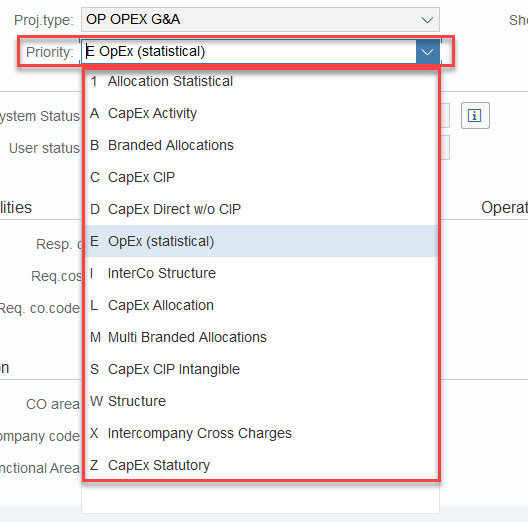 Proj.type: OP OPEX G&A Sh
Priority: E OpEx (statistical)
1 Allocation Statistical
ystem Status A CapEx Activity
User status B Branded Allocations
C CapEx CIP
lities D CapEx Direct w/o CIP Operat
Resp. c E OpEx (statistical)
Req.cos I InterCo Structure
Req. co.code L CapEx Allocation
M Multi Branded Allocations
n S CapEx CIP Intangible
CO area W Structure
ompany code X Intercompany Cross Charges
nctional Area Z CapEx Statutory